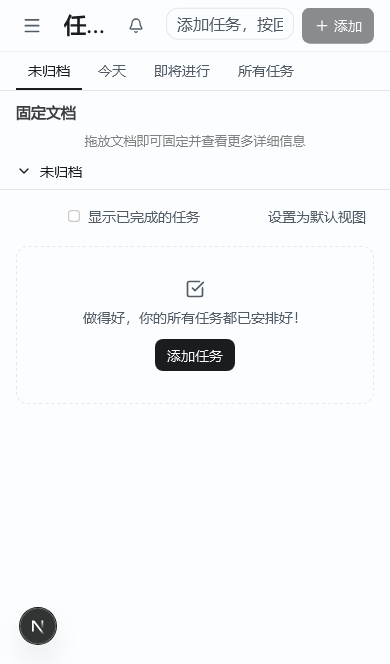 任...
添加任务，按回
添加
未归档
今天
即将进行
所有任务
固定文档
拖放文档即可固定并查看更多详细信息
未归档
显示已完成的任务
设置为默认视图
做得好，你的所有任务都已安排好！
添加任务
N